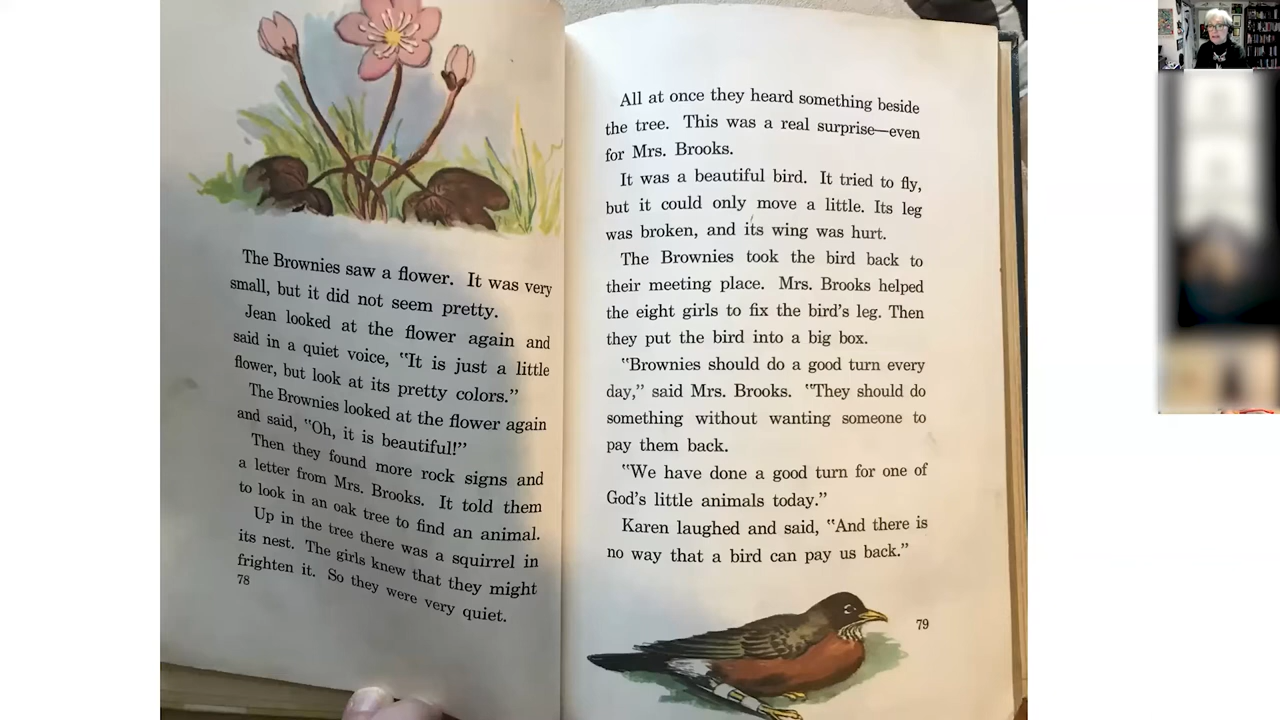 The Brownies saw a flower. It was very
small, but it did not seem pretty.
Jean looked at the flower again and
said in a quiet voice, "It is just a little
flower, but look at its pretty colors."
The Brownies looked at the flower again
and said, "Oh, it is beautiful!"
Then they found more rock signs and
a letter from Mrs. Brooks. It told them
to look in an oak tree to find an animal.
Up in the tree there was a squirrel in
its nest. The girls knew that they might
frighten it. So they were very quiet.
78
All at once they heard something beside
the tree. This was a real surprise—even
for Mrs. Brooks.
It was a beautiful bird. It tried to fly,
but it could only move a little. Its leg
was broken, and its wing was hurt.
The Brownies took the bird back to
their meeting place. Mrs. Brooks helped
the eight girls to fix the bird's leg. Then
they put the bird into a big box.
"Brownies should do a good turn every
day," said Mrs. Brooks. "They should do
something without wanting someone to
pay them back.
"We have done a good turn for one of
God's little animals today."
Karen laughed and said, "And there is
no way that a bird can pay us back."
79